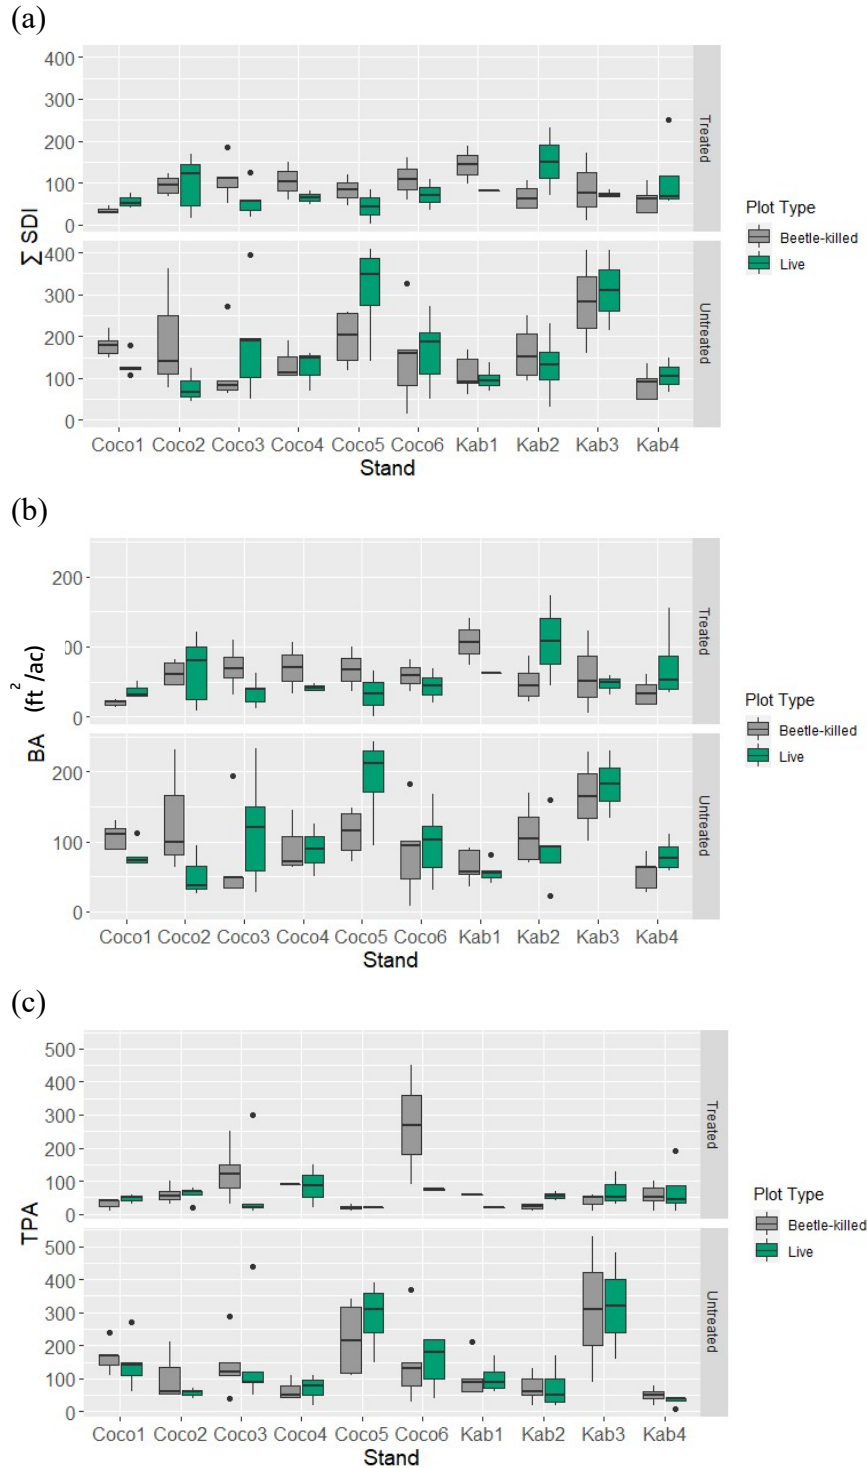 (a)
∑ SDI
400
300
200
100
0
Treated
400
300
200
100
0
Untreated
Coco1 Coco2 Coco3 Coco4 Coco5 Coco6 Kab1 Kab2 Kab3 Kab4
Stand
Plot Type
Beetle-killed
Live
(b)
BA (ft²/ac)
200
00
0
Treated
200
100
0
Untreated
Coco1 Coco2 Coco3 Coco4 Coco5 Coco6 Kab1 Kab2 Kab3 Kab4
Stand
Plot Type
Beetle-killed
Live
(c)
TPA
500
400
300
200
100
0
Treated
500
400
300
200
100
0
Untreated
Coco1 Coco2 Coco3 Coco4 Coco5 Coco6 Kab1 Kab2 Kab3 Kab4
Stand
Plot Type
Beetle-killed
Live